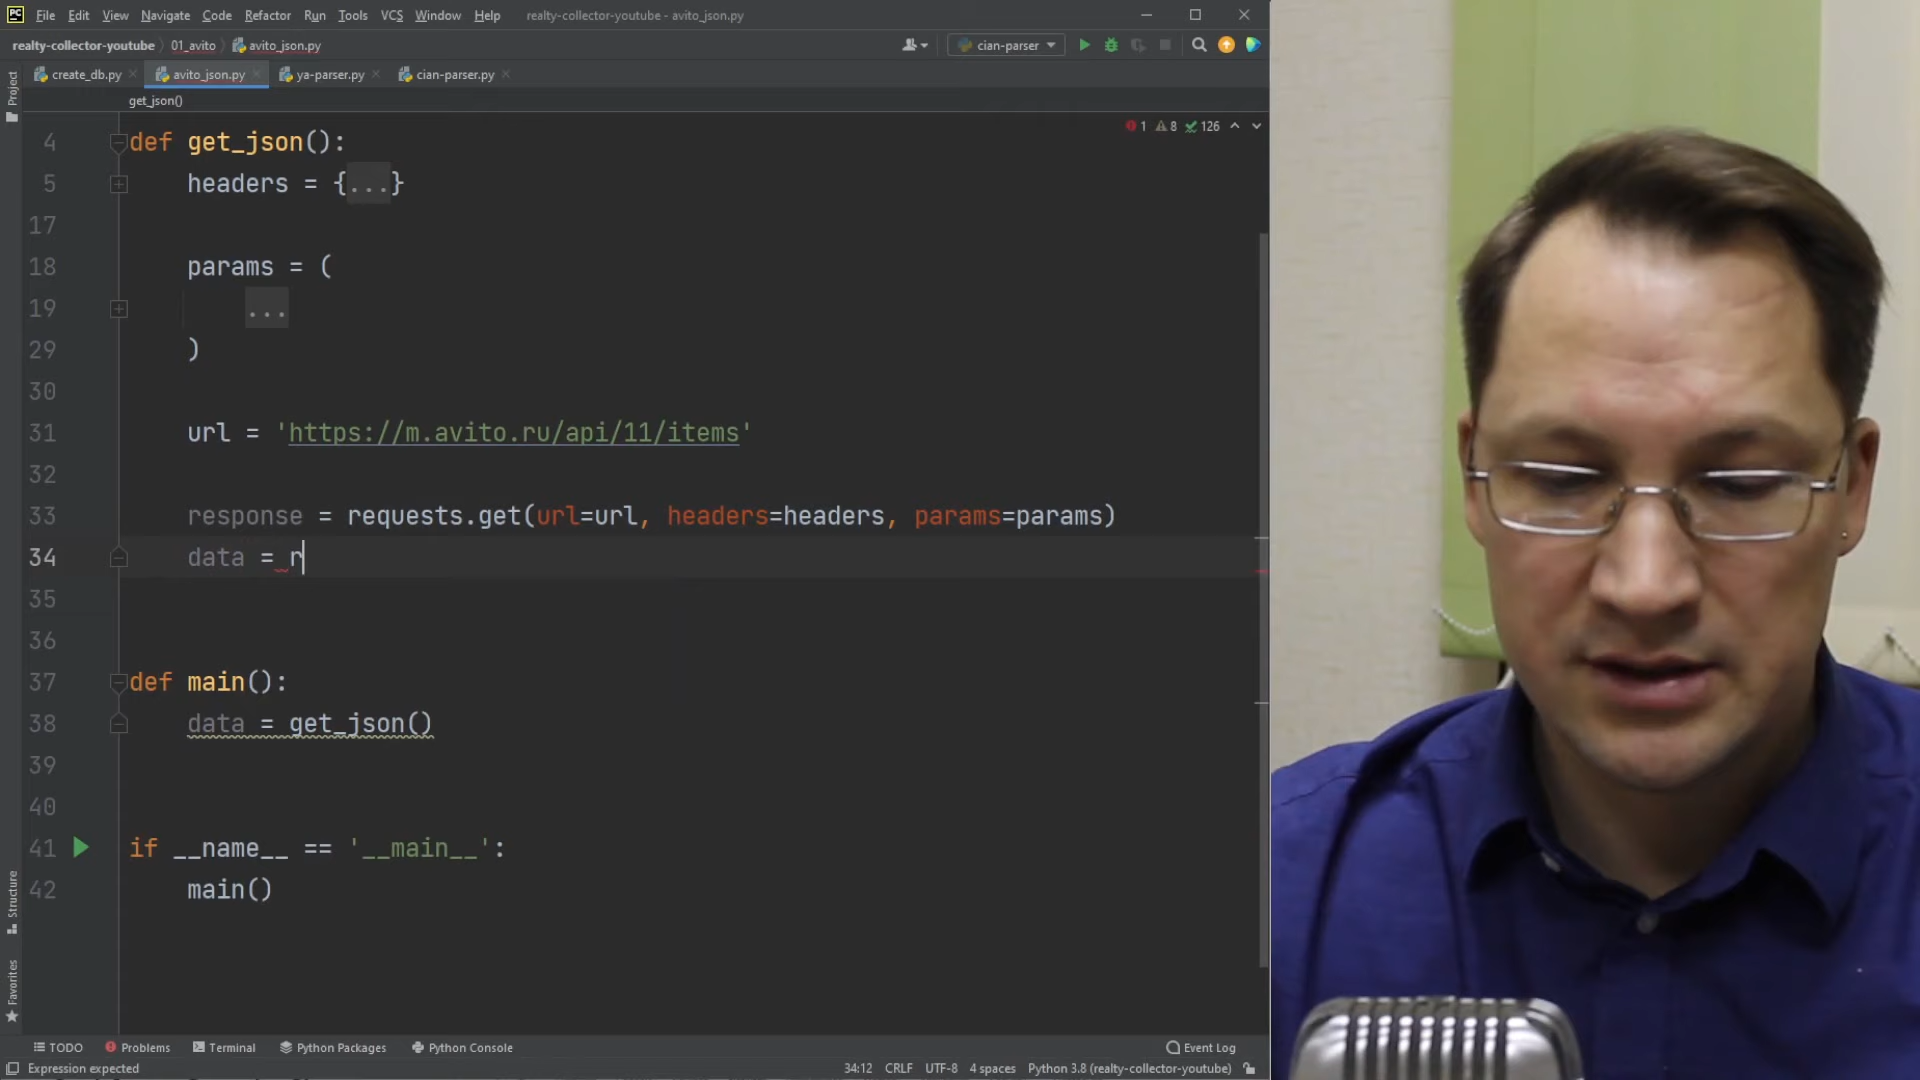 File Edit View Navigate Code Refactor Run Tools VCS Window Help realty-collector-youtube - avito_json.py
realty-collector-youtube 01_avito avito_json.py cian-parser
create_db.py avito_json.py ya-parser.py cian-parser.py
get_json()
1 8 126
Project
4 def get_json():
5 headers = {...}
17
18 params = (
19 ...
29 )
30
31 url = 'https://m.avito.ru/api/11/items'
32
33 response = requests.get(url=url, headers=headers, params=params)
34 data = r
35
36
37 def main():
38 data = get_json()
39
40
41 if __name__ == '__main__':
42 main()
Structure
Favorites
TODO Problems Terminal Python Packages Python Console Event Log
Expression expected 34:12 CRLF UTF-8 4 spaces Python 3.8 (realty-collector-youtube)